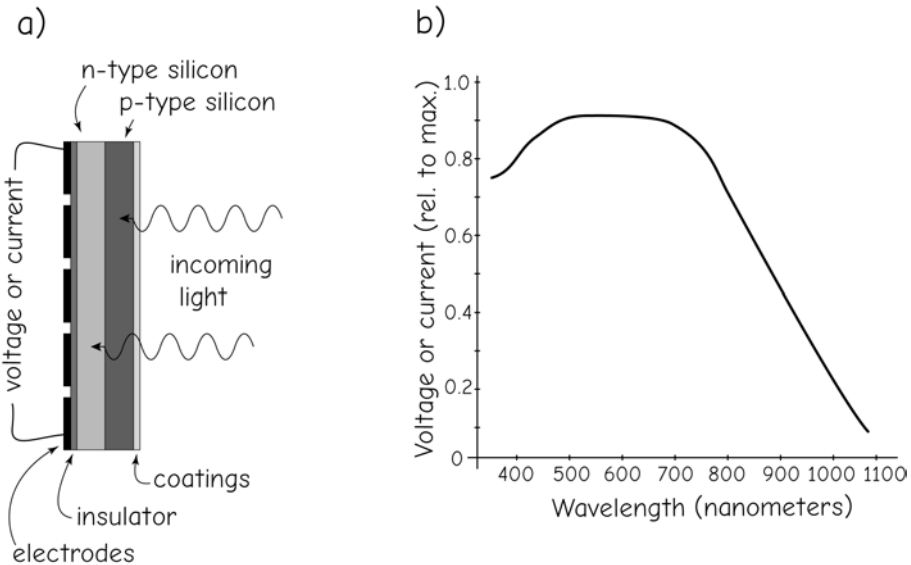 a)
n-type silicon
p-type silicon
voltage or current
incoming
light
coatings
insulator
electrodes
b)
Voltage or current (rel. to max.)
1.0
0.8
0.6
0.4
0.2
0
400 500 600 700 800 900 1000 1100
Wavelength (nanometers)